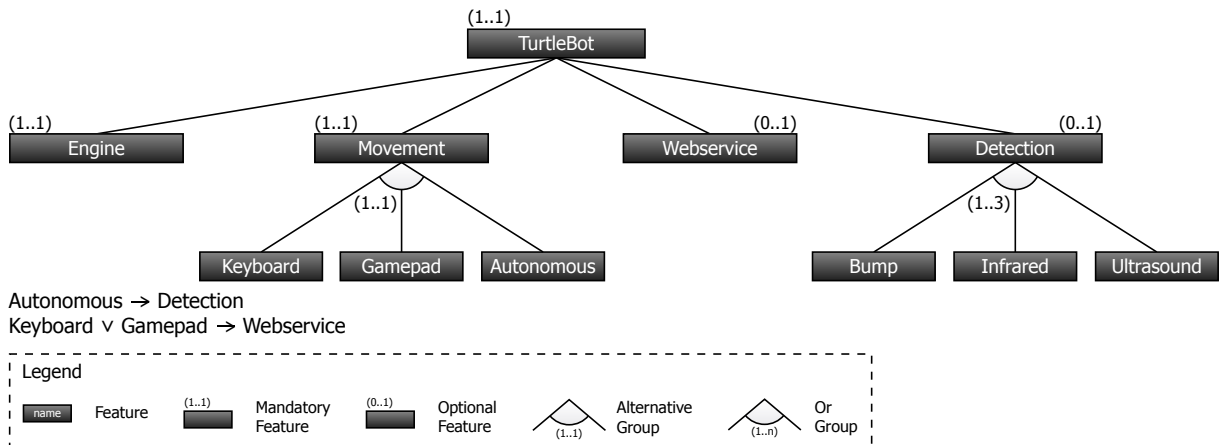 (1..1)
TurtleBot
(1..1) (1..1) (0..1) (0..1)
Engine Movement Webservice Detection
(1..1) (1..3)
Keyboard Gamepad Autonomous Bump Infrared Ultrasound
Autonomous → Detection
Keyboard ∨ Gamepad → Webservice
Legend
name Feature (1..1) Mandatory Feature (0..1) Optional Feature (1..1) Alternative Group (1..n) Or Group